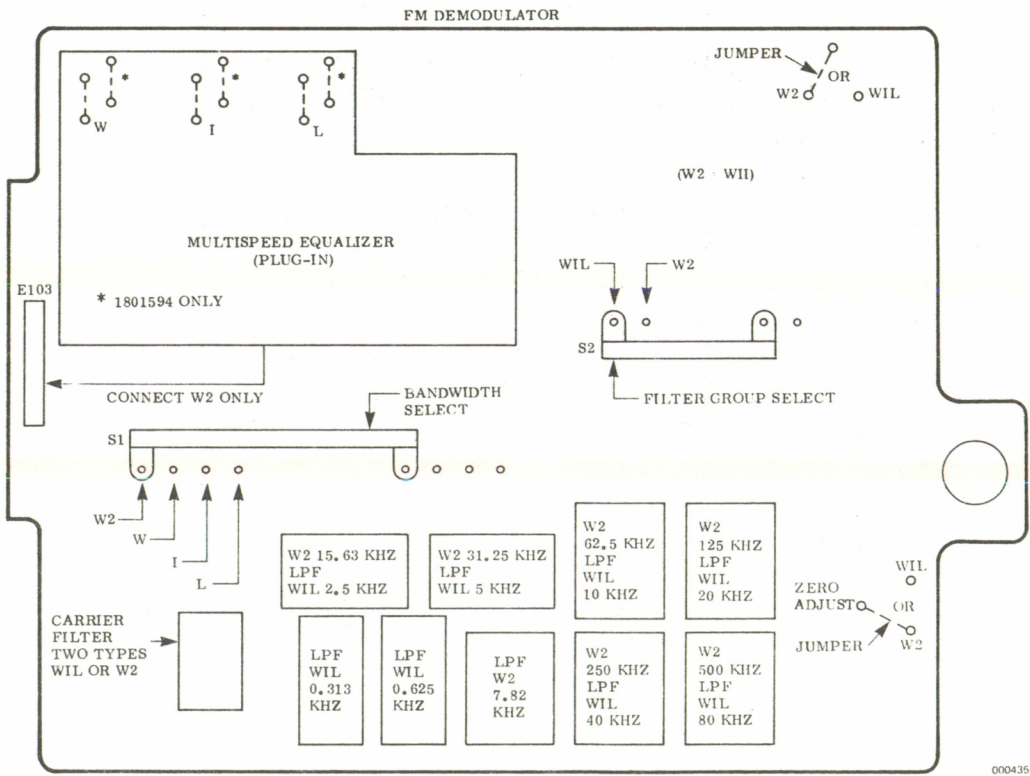 FM DEMODULATOR
JUMPER
OR
W2
WIL
*
*
*
W
I
L
(W2 WII)
MULTISPEED EQUALIZER
(PLUG-IN)
* 1801594 ONLY
E103
CONNECT W2 ONLY
WIL
W2
S2
FILTER GROUP SELECT
BANDWIDTH
SELECT
S1
W2
W
I
L
W2 15.63 KHZ
LPF
WIL 2.5 KHZ
W2 31.25 KHZ
LPF
WIL 5 KHZ
W2
62.5 KHZ
LPF
WIL
10 KHZ
W2
125 KHZ
LPF
WIL
20 KHZ
WIL
ZERO
ADJUST
OR
JUMPER
W2
CARRIER
FILTER
TWO TYPES
WIL OR W2
LPF
WIL
0.313
KHZ
LPF
WIL
0.625
KHZ
LPF
W2
7.82
KHZ
W2
250 KHZ
LPF
WIL
40 KHZ
W2
500 KHZ
LPF
WIL
80 KHZ
000435